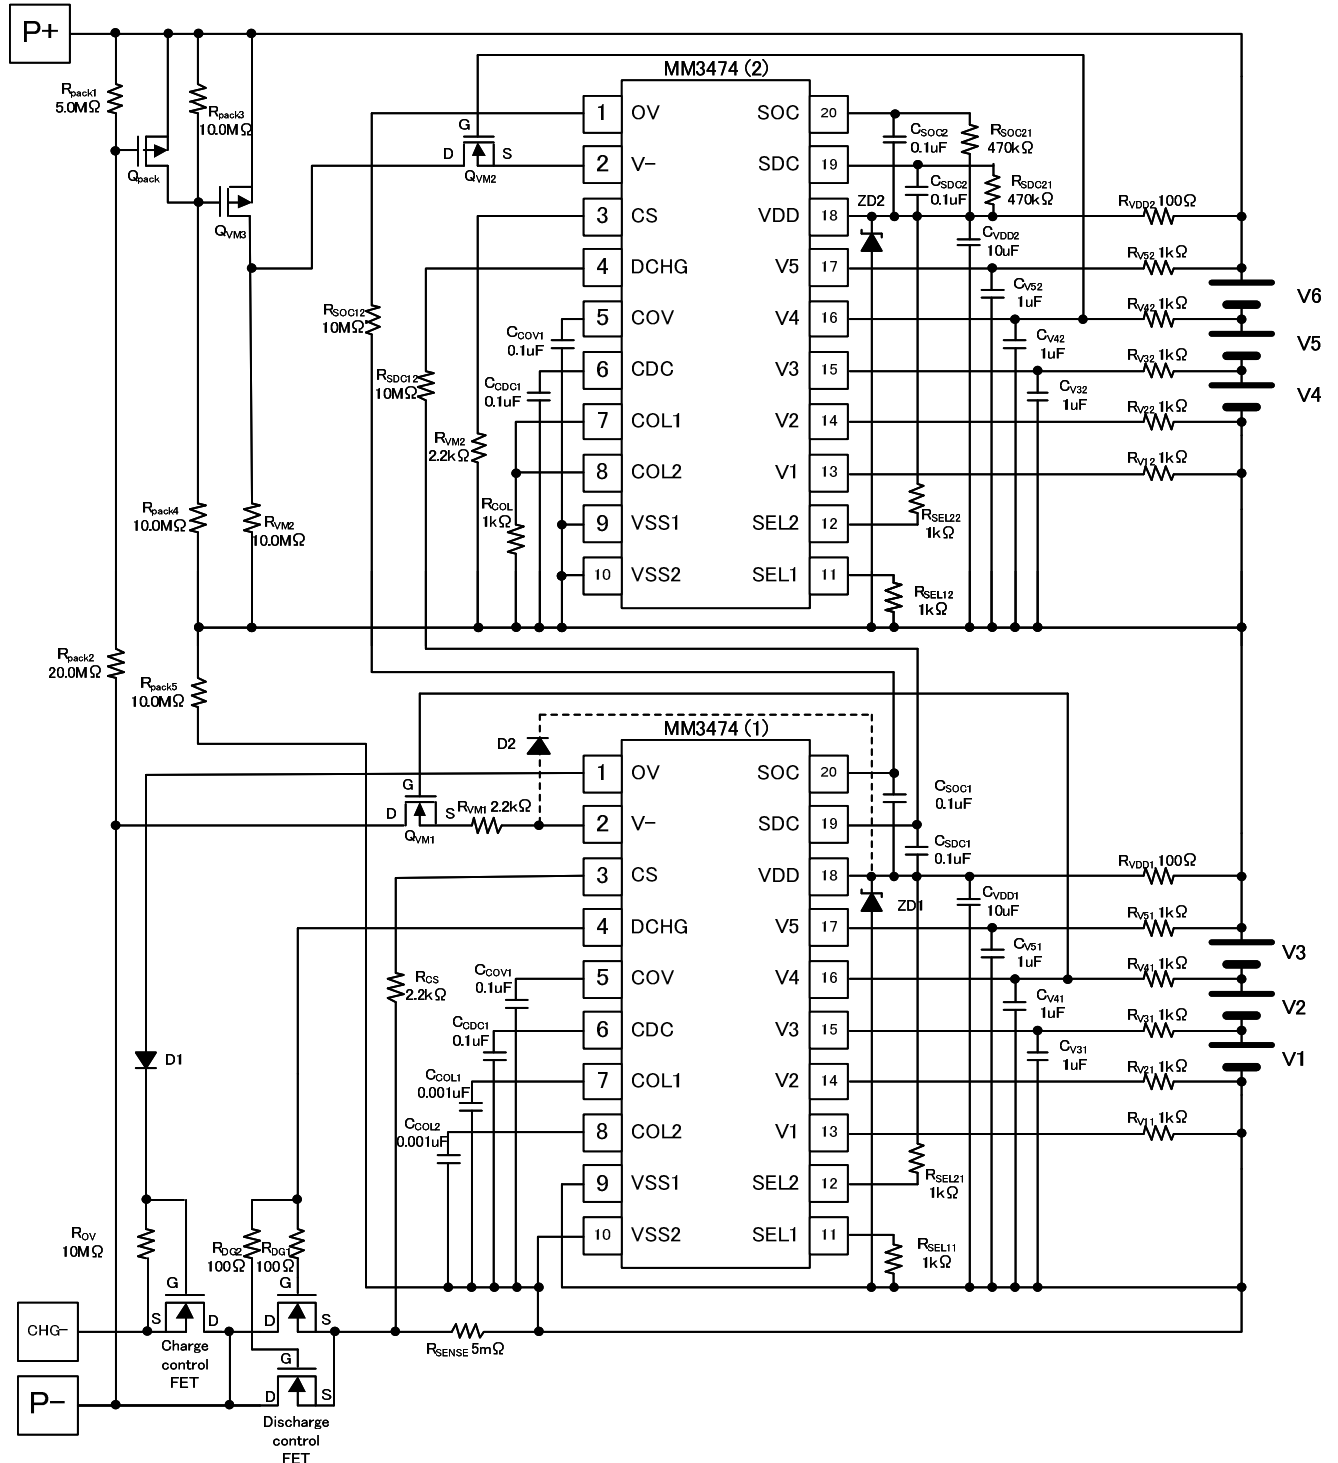 P+
Rpack1
5.0MΩ
Rpack3
10.0MΩ
Qpack
QVM3
G
D
S
QVM2
MM3474 (2)
1 OV
2 V-
3 CS
4 DCHG
5 COV
6 CDC
7 COL1
8 COL2
9 VSS1
10 VSS2
SOC 20
SDC 19
VDD 18
V5 17
V4 16
V3 15
V2 14
V1 13
SEL2 12
SEL1 11
CSOC2
0.1uF
RSOC21
470kΩ
CSDC2
0.1uF
RSDC21
470kΩ
ZD2
CVDD2
10uF
RVDD2 100Ω
RV52 1kΩ
CV52
1uF
RV42 1kΩ
CV42
1uF
RV32 1kΩ
CV32
1uF
RV22 1kΩ
RV12 1kΩ
V6
V5
V4
RSOC12
10MΩ
RSDC12
10MΩ
CCOV1
0.1uF
CCDC1
0.1uF
RVM2
2.2kΩ
RCOL
1kΩ
Rpack4
10.0MΩ
RVM2
10.0MΩ
RSEL22
1kΩ
RSEL12
1kΩ
Rpack2
20.0MΩ
Rpack5
10.0MΩ
MM3474 (1)
D2
G
D
S
QVM1
RVM1 2.2kΩ
1 OV
2 V-
3 CS
4 DCHG
5 COV
6 CDC
7 COL1
8 COL2
9 VSS1
10 VSS2
SOC 20
SDC 19
VDD 18
V5 17
V4 16
V3 15
V2 14
V1 13
SEL2 12
SEL1 11
CSOC1
0.1uF
CSDC1
0.1uF
ZD1
CVDD1
10uF
RVDD1 100Ω
RV51 1kΩ
CV51
1uF
RV41 1kΩ
CV41
1uF
RV31 1kΩ
CV31
1uF
RV21 1kΩ
RV11 1kΩ
V3
V2
V1
RCS
2.2kΩ
CCOV1
0.1uF
CCDC1
0.1uF
CCOL1
0.001uF
CCOL2
0.001uF
D1
RSEL21
1kΩ
RSEL11
1kΩ
ROV
10MΩ
RDG2
100Ω
RDG1
100Ω
G
S
D
G
D
S
G
D
S
CHG-
Charge
control
FET
RSENSE 5mΩ
P-
Discharge
control
FET